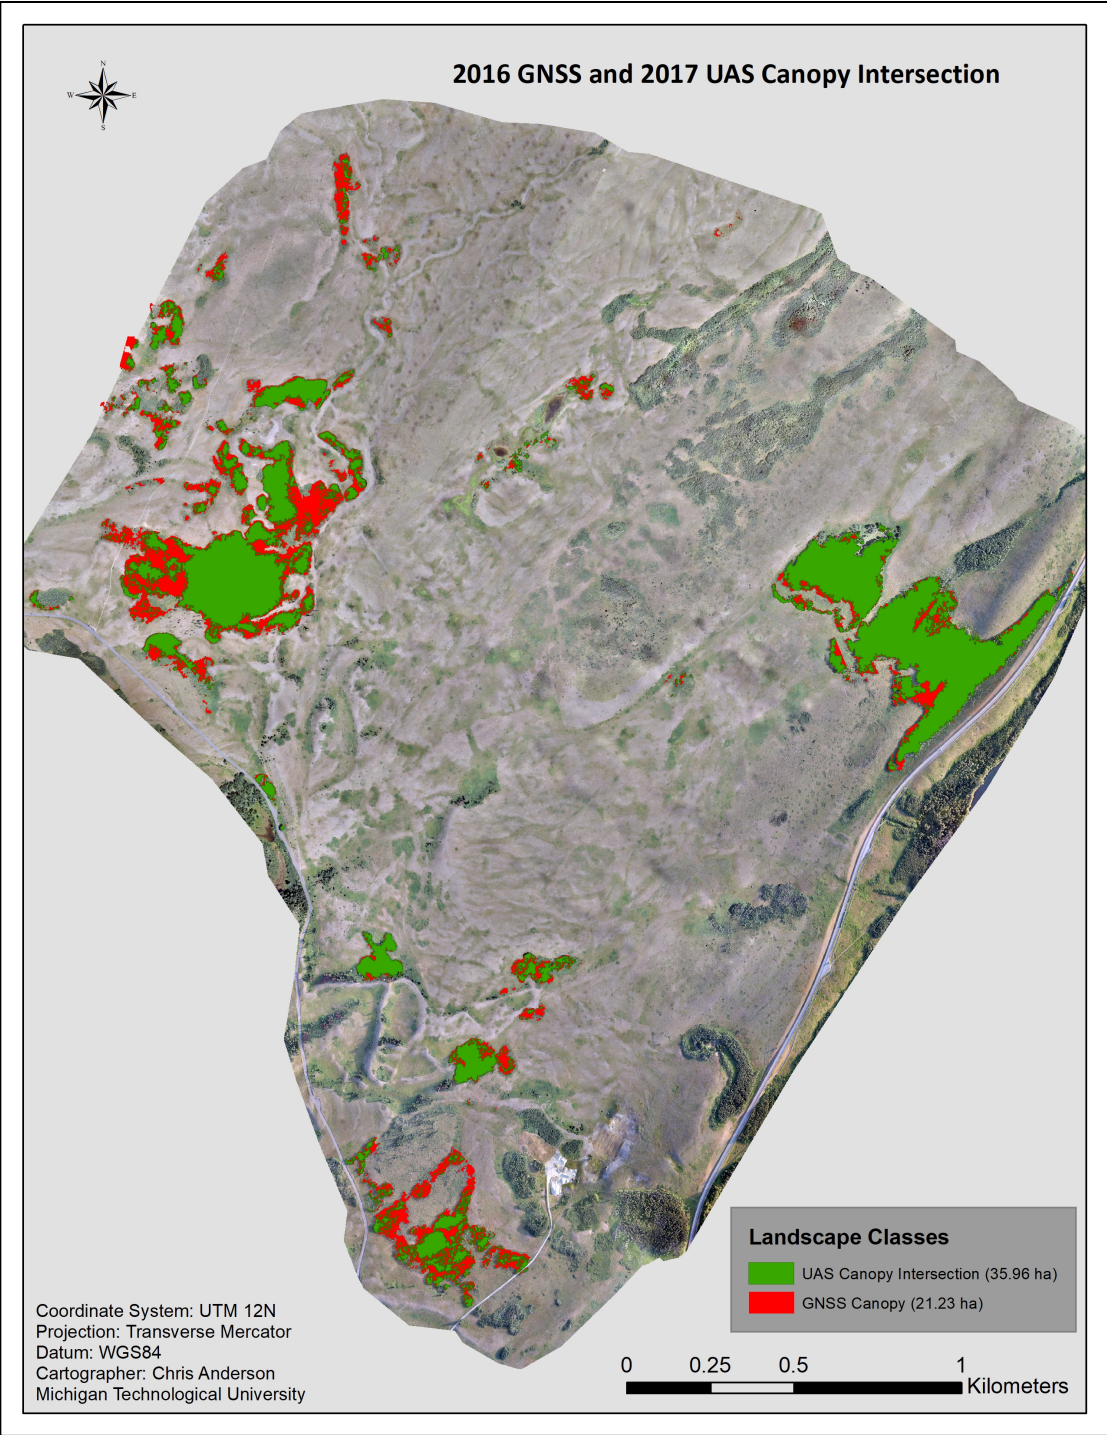 2016 GNSS and 2017 UAS Canopy Intersection
N
W
E
S
Landscape Classes
UAS Canopy Intersection (35.96 ha)
GNSS Canopy (21.23 ha)
Coordinate System: UTM 12N
Projection: Transverse Mercator
Datum: WGS84
Cartographer: Chris Anderson
Michigan Technological University
0 0.25 0.5 1
Kilometers